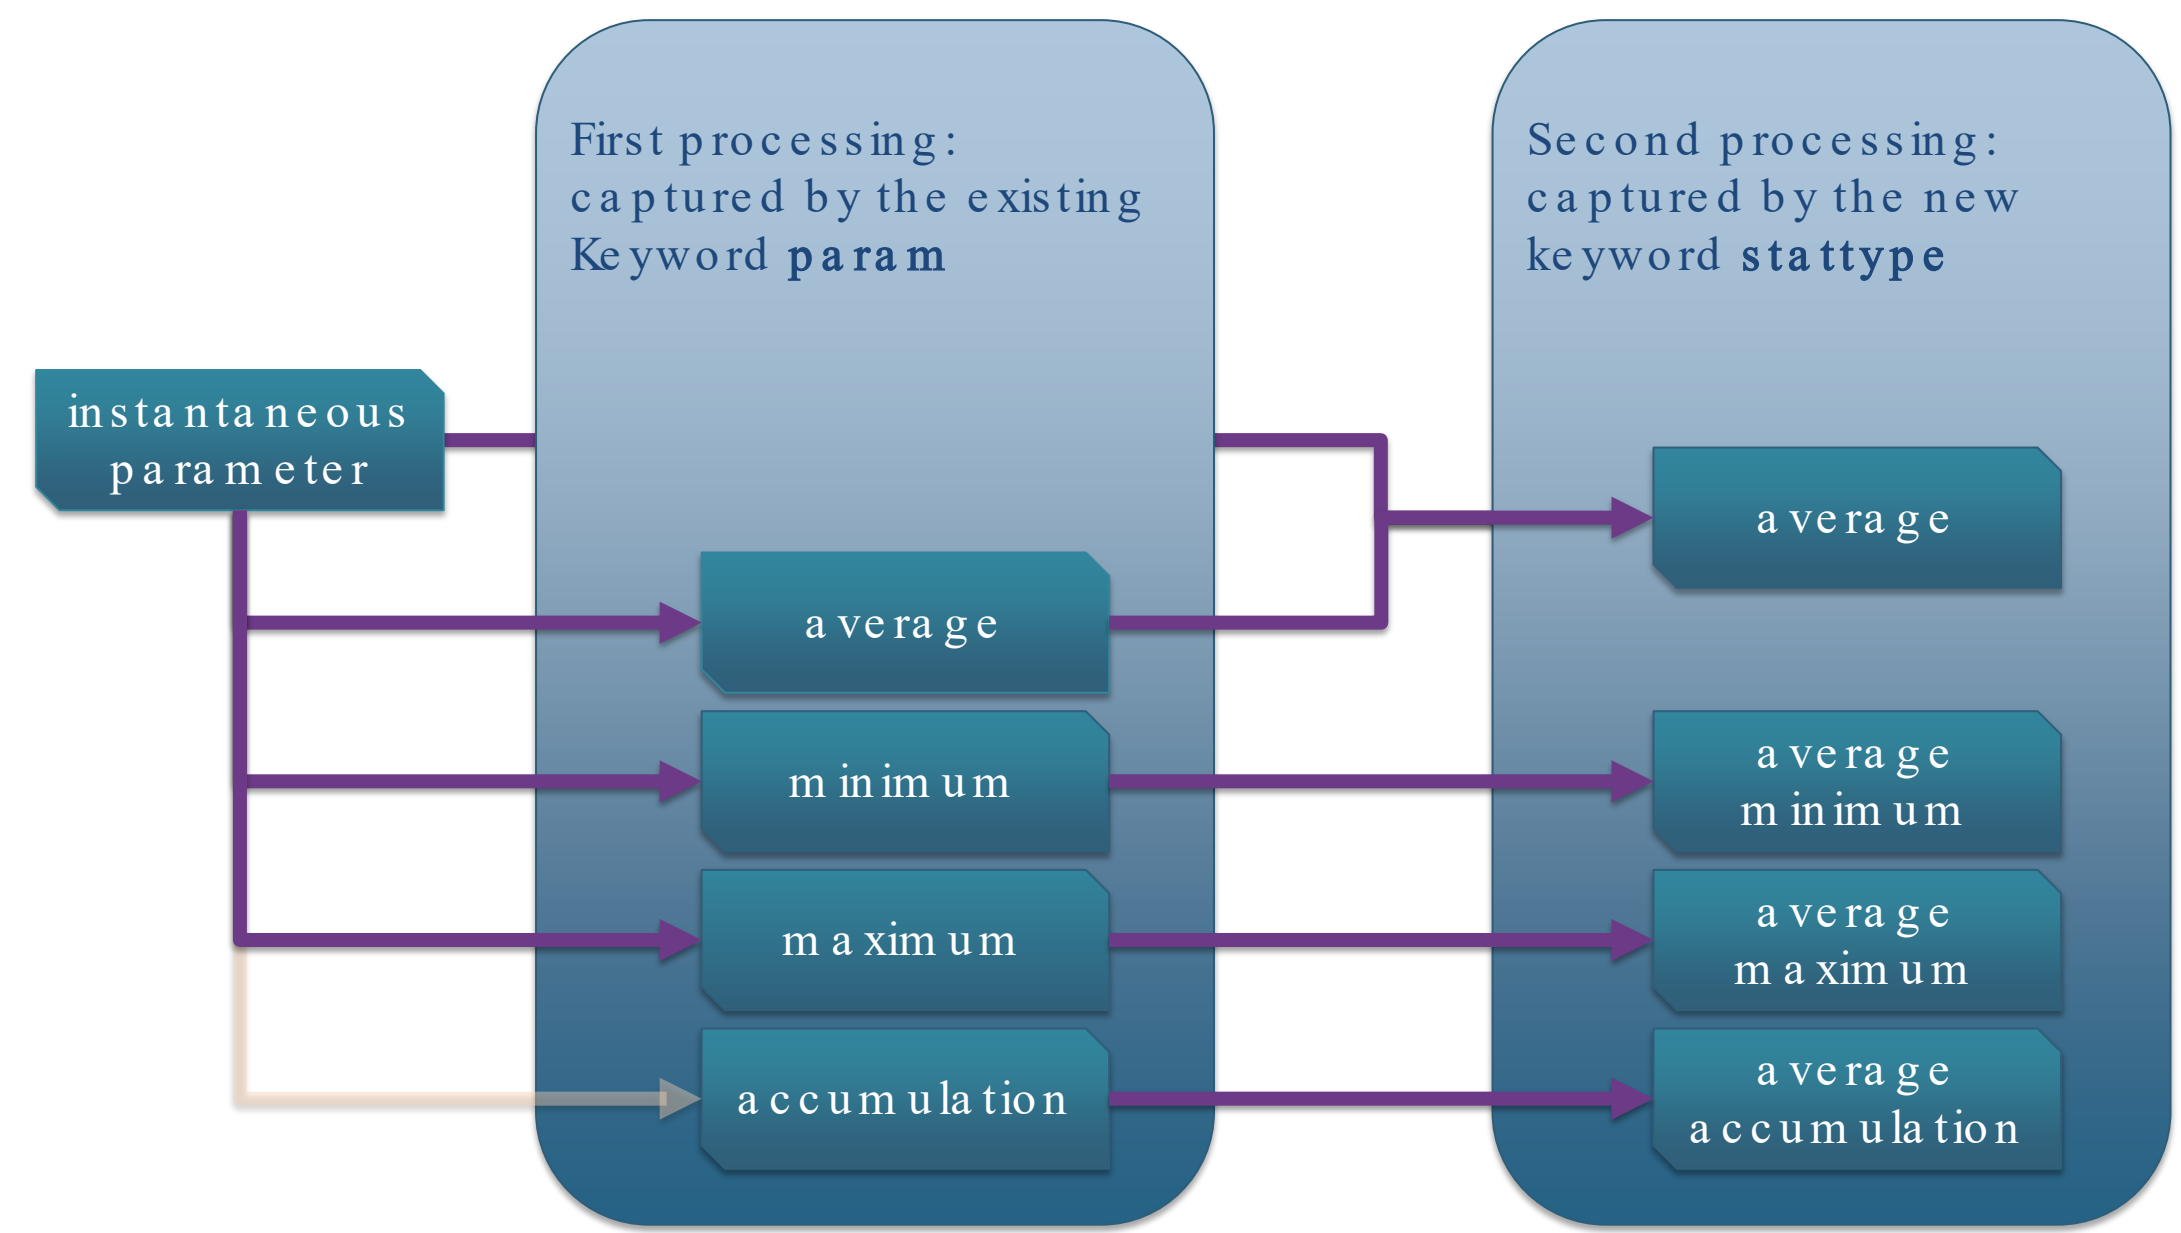 First processing:
captured by the existing
Keyword param
Second processing:
captured by the new
keyword stattype
instantaneous
parameter
average
minimum
maximum
accumulation
average
average
minimum
average
maximum
average
accumulation